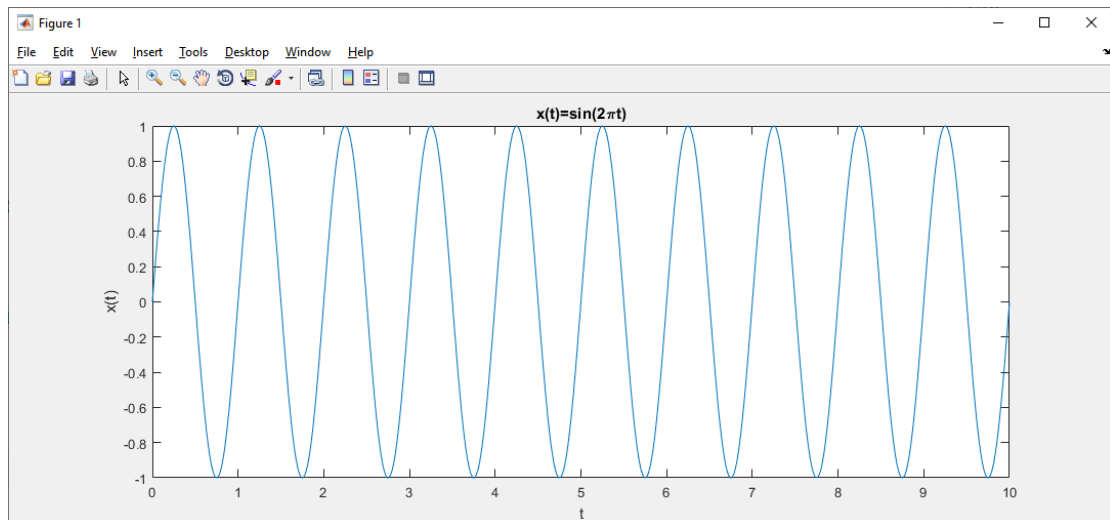 Figure 1
File Edit View Insert Tools Desktop Window Help
x(t)=sin(2πt)
1
0.8
0.6
0.4
0.2
0
-0.2
-0.4
-0.6
-0.8
-1
x(t)
0 1 2 3 4 5 6 7 8 9 10
t